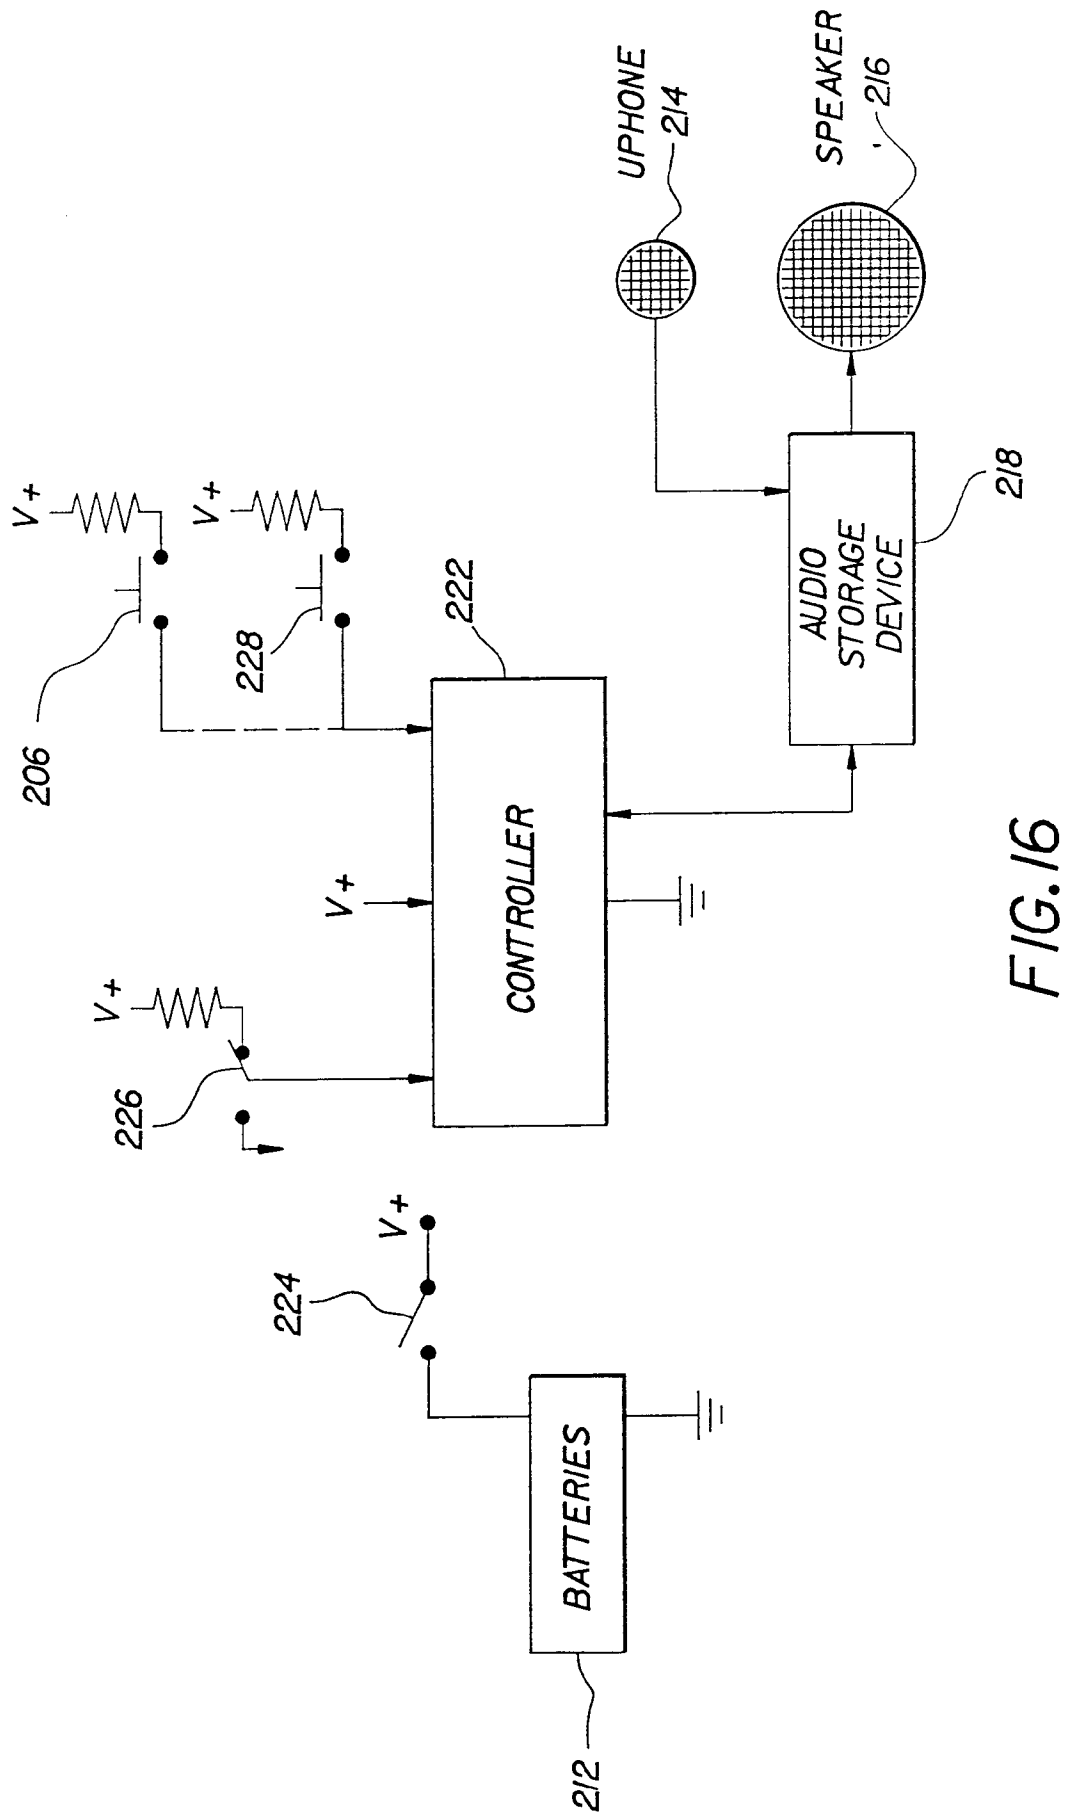 206
V+
228
V+
226
V+
V+
222
CONTROLLER
224
V+
212
BATTERIES
UPHONE
214
SPEAKER
216
AUDIO
STORAGE
DEVICE
218
FIG. 16